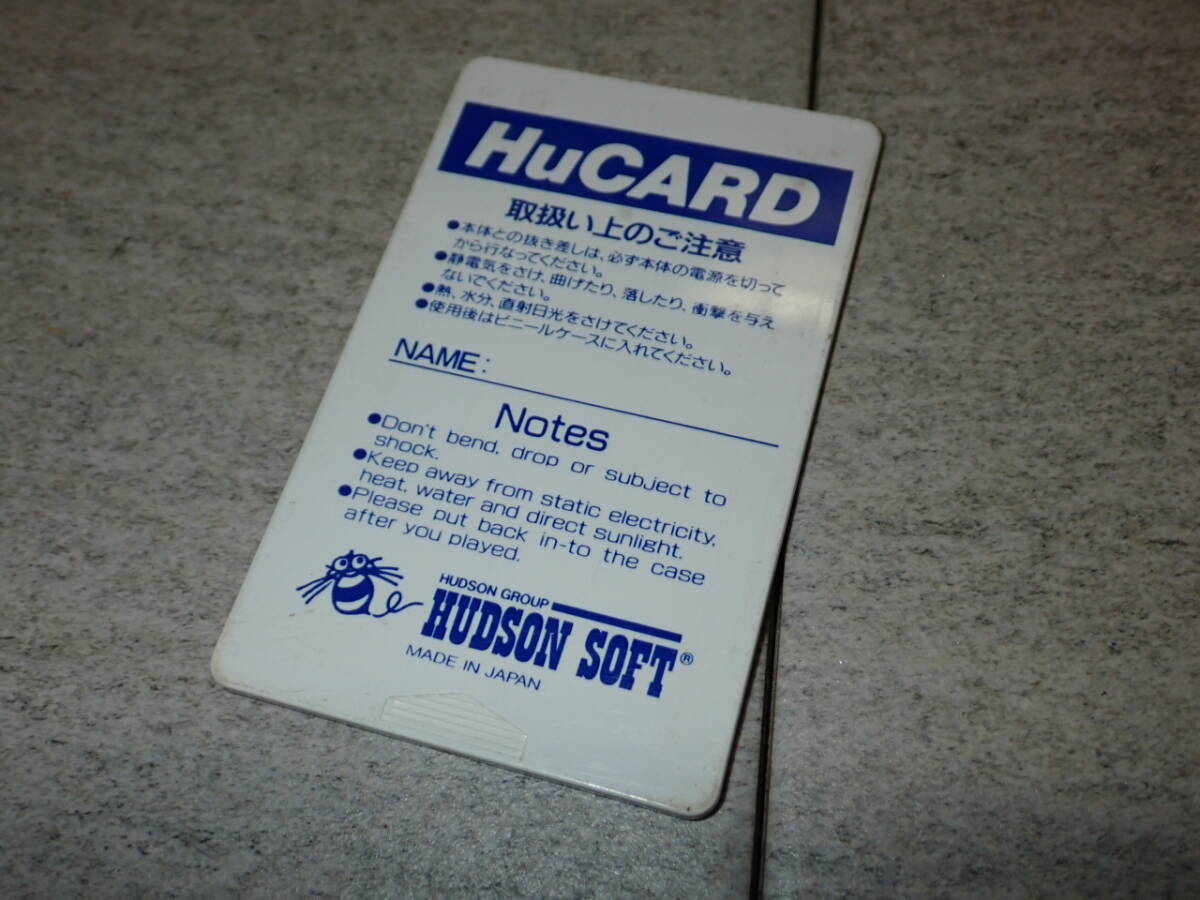 HuCARD
取扱い上のご注意
●本体との抜き差しは、必ず本体の電源を切って
から行なってください。
●静電気をさけ、曲げたり、落したり、衝撃を与え
ないでください。
●熱、水分、直射日光をさけてください。
●使用後はビニールケースに入れてください。
NAME:
Notes
●Don't bend, drop or subject to
shock.
●Keep away from static electricity,
heat, water and direct sunlight.
●Please put back in-to the case
after you played.
HUDSON GROUP
HUDSON SOFT®
MADE IN JAPAN